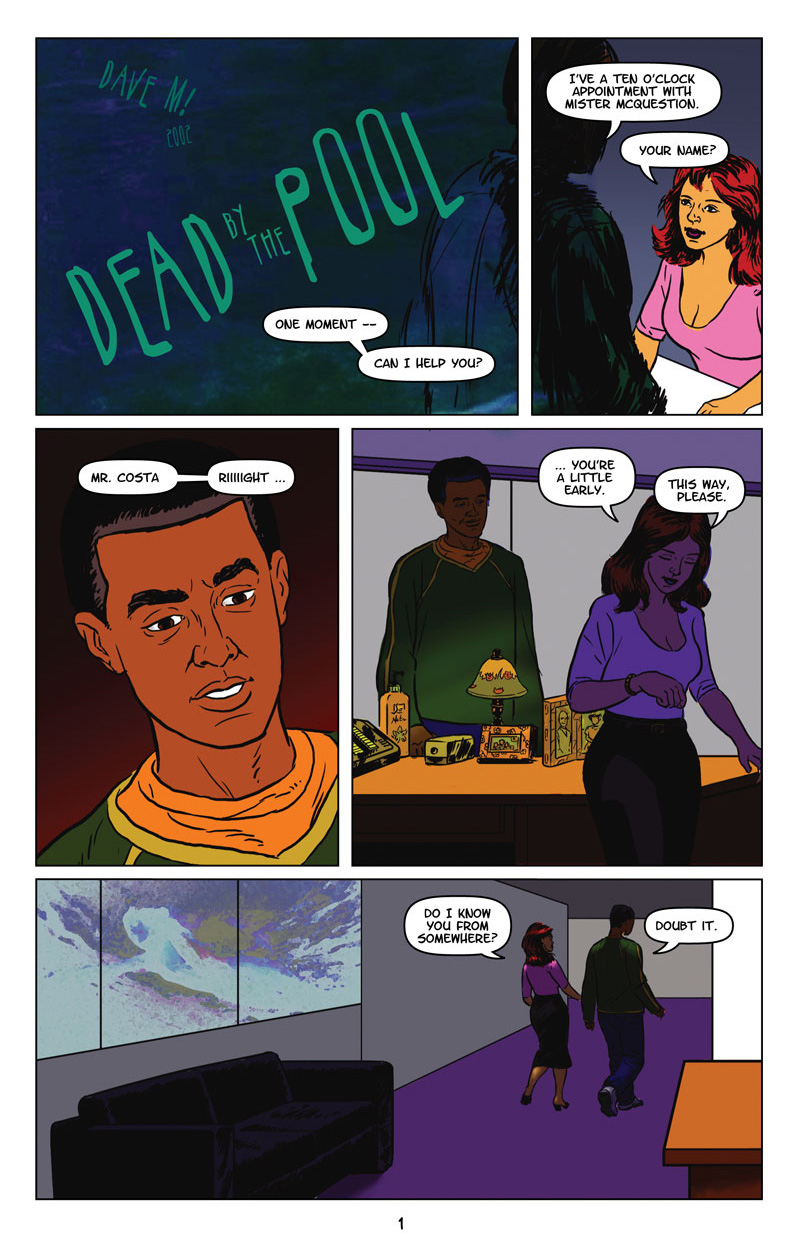 DAVE M!
2002
DEAD BY THE POOL
ONE MOMENT --
CAN I HELP YOU?
I'VE A TEN O'CLOCK
APPOINTMENT WITH
MISTER MCQUESTION.
YOUR NAME?
MR. COSTA
RIIIIIGHT ...
... YOU'RE
A LITTLE
EARLY.
THIS WAY,
PLEASE.
DO I KNOW
YOU FROM
SOMEWHERE?
DOUBT IT.
1